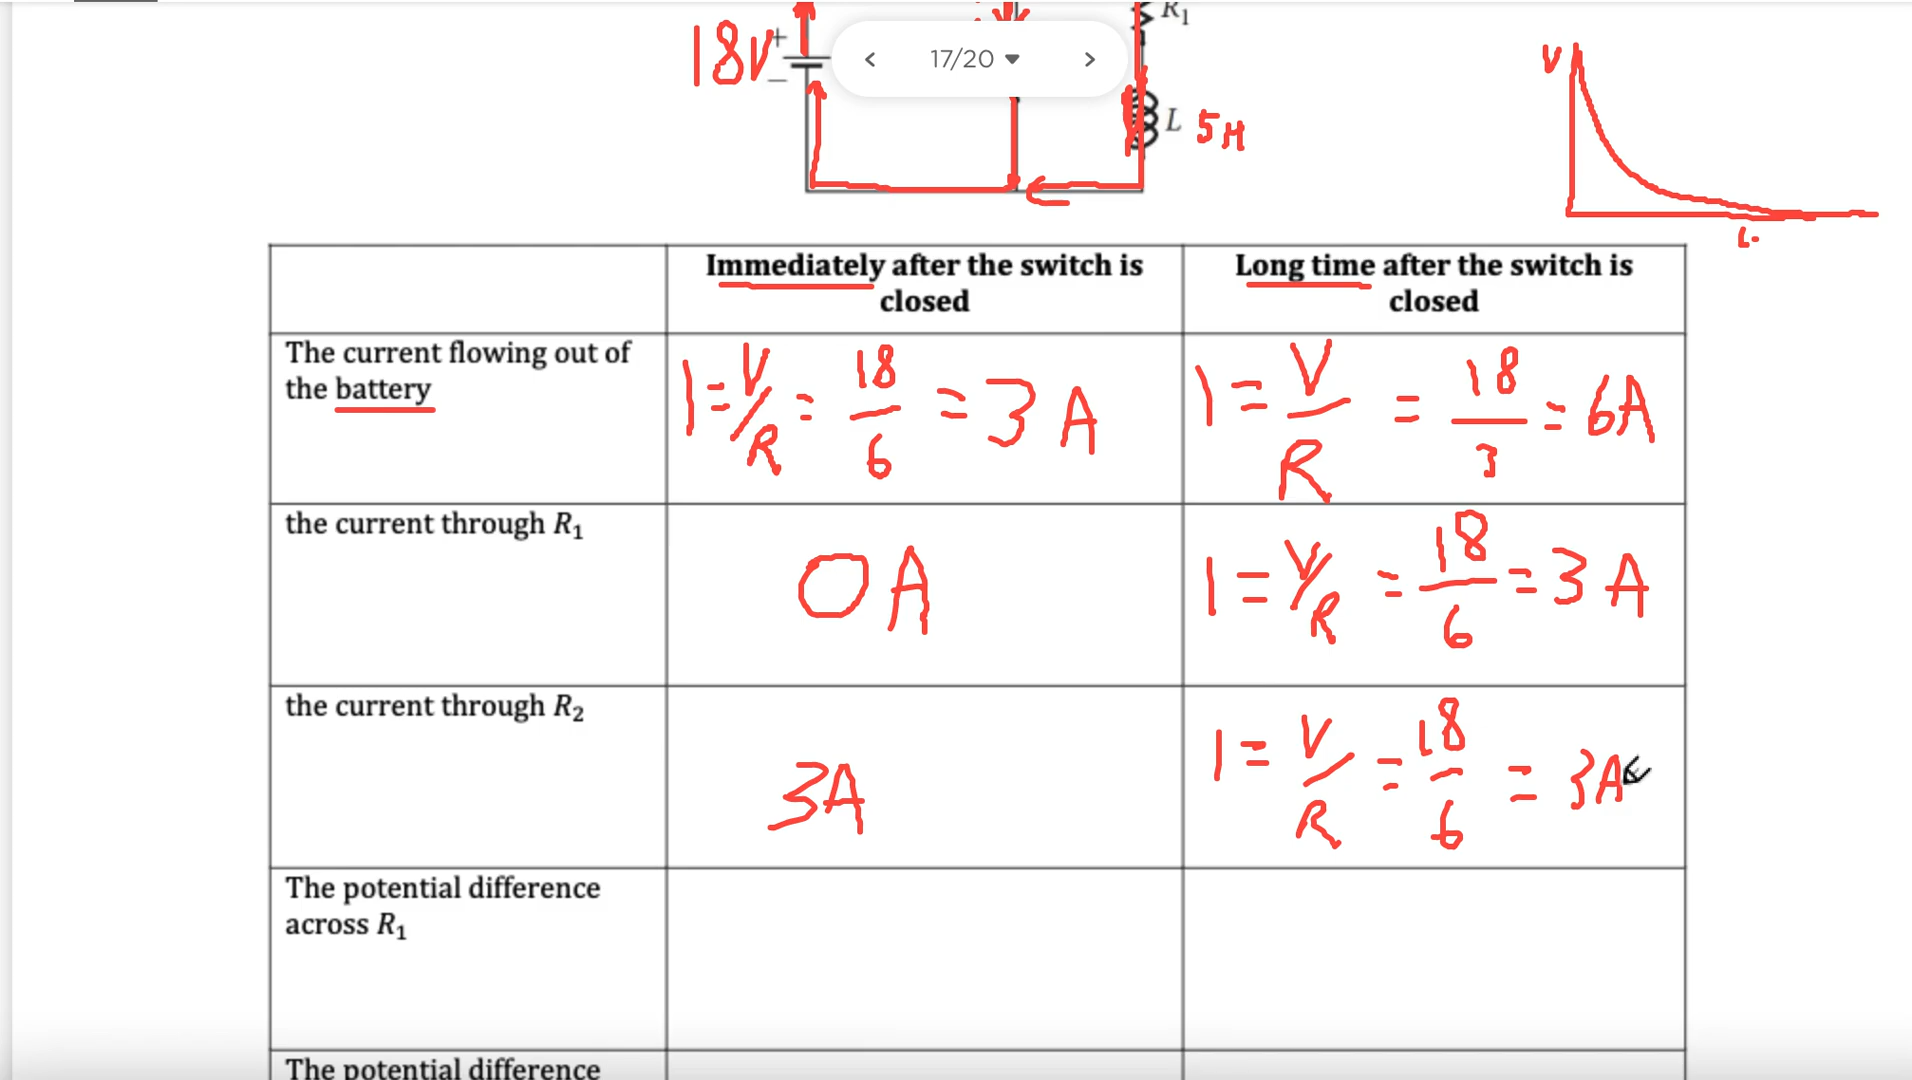 R1
18V
+
−
17/20
L 5H
V
Immediately after the switch is
closed
Long time after the switch is
closed
The current flowing out of
the battery
I=V/R = 18/6 = 3 A
I = V/R = 18/3 = 6A
the current through R1
0 A
I = V/R = 18/6 = 3 A
the current through R2
3A
I = V/R = 18/6 = 3A
The potential difference
across R1
The potential difference